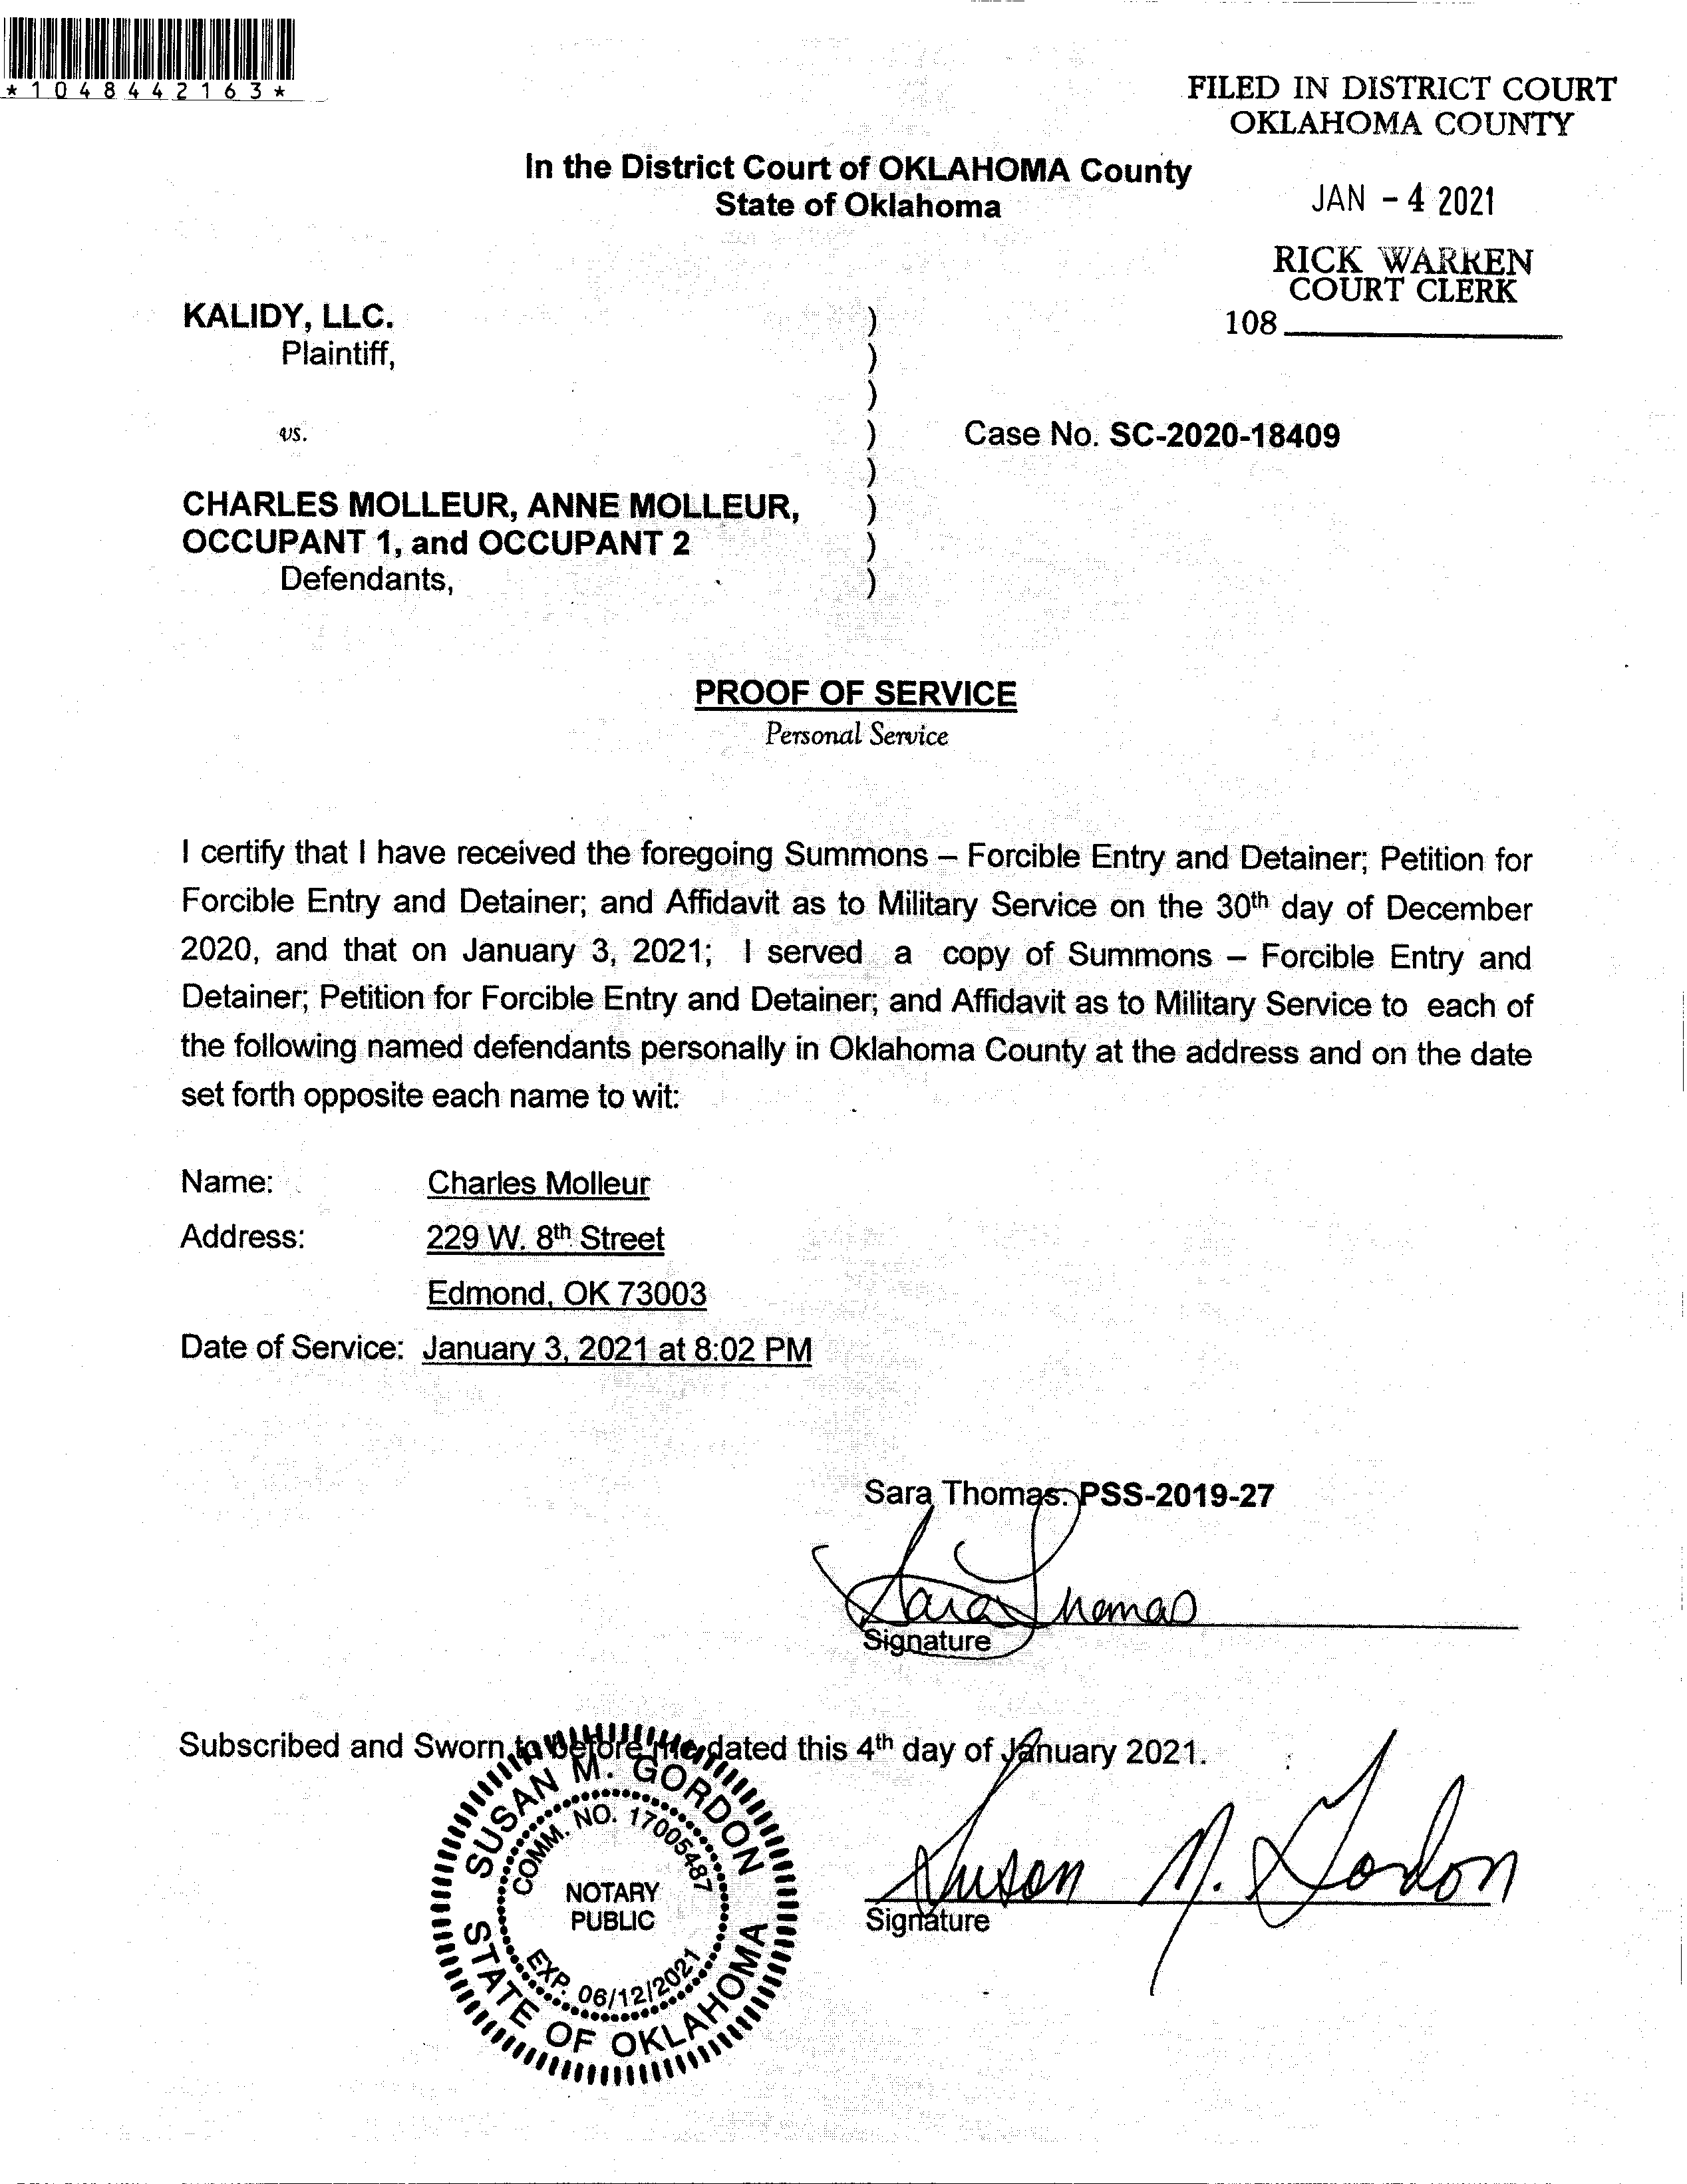 *1048442163*
FILED IN DISTRICT COURT
OKLAHOMA COUNTY
In the District Court of OKLAHOMA County
State of Oklahoma
JAN - 4 2021
RICK WARREN
COURT CLERK
108
KALIDY, LLC. )
Plaintiff, )
)
vs. ) Case No. SC-2020-18409
)
CHARLES MOLLEUR, ANNE MOLLEUR, )
OCCUPANT 1, and OCCUPANT 2 )
Defendants, )
PROOF OF SERVICE
Personal Service
I certify that I have received the foregoing Summons – Forcible Entry and Detainer; Petition for
Forcible Entry and Detainer; and Affidavit as to Military Service on the 30th day of December
2020, and that on January 3, 2021; I served a copy of Summons – Forcible Entry and
Detainer; Petition for Forcible Entry and Detainer; and Affidavit as to Military Service to each of
the following named defendants personally in Oklahoma County at the address and on the date
set forth opposite each name to wit:
Name: Charles Molleur
Address: 229 W. 8th Street
Edmond, OK 73003
Date of Service: January 3, 2021 at 8:02 PM
Sara Thomas: PSS-2019-27
Sara Thomas
Signature
Subscribed and Sworn to before me dated this 4th day of January 2021.
SUSAN M. GORDON
COMM. NO. 17005487
NOTARY
PUBLIC
EXP. 06/12/2021
STATE OF OKLAHOMA
Susan M. Gordon
Signature